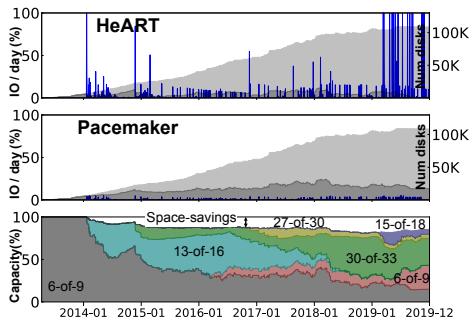 HeART
IO / day (%)
100
50
0
100K
50K
Num disks
Pacemaker
IO / day (%)
100
50
0
100K
50K
Num disks
Capacity(%)
100
50
0
Space-savings
27-of-30
15-of-18
13-of-16
30-of-33
6-of-9
6-of-9
2014-01 2015-01 2016-01 2017-01 2018-01 2019-01 2019-12